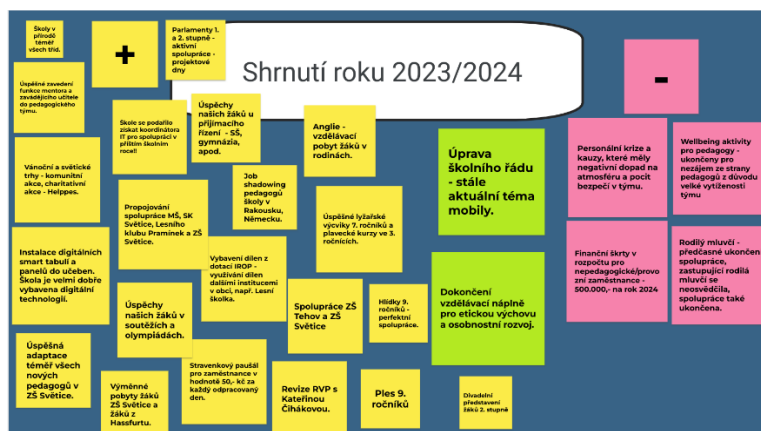 Školy v
přírodě
téměř
všech tříd.
+
Parlamenty 1.
a 2. stupně -
aktivní
spolupráce -
projektové
dny
Shrnutí roku 2023/2024
-
Úspěšné zavedení
funkce mentora a
zavádějícího učitele
do pedagogického
týmu.
Škole se podařilo
získat koordinátora
IT pro spolupráci v
příštím školním
roce!!
Úspěchy
našich žáků u
přijímacího
řízení - SŠ,
gymnázia,
apod.
Anglie -
vzdělávací
pobyt žáků v
rodinách.
Úprava
školního řádu
- stále
aktuální téma
mobily.
Personální krize a
kauzy, které měly
negativní dopad na
atmosféru a pocit
bezpečí v týmu.
Wellbeing aktivity
pro pedagogy -
ukončeny pro
nezájem ze strany
pedagogů z důvodu
velké vytíženosti
týmu
Vánoční a světické
trhy - komunitní
akce, charitativní
akce - Helppes.
Propojování
spolupráce MŠ, SK
Světice, Lesního
klubu Pramínek a ZŠ
Světice.
Job
shadowing
pedagogů
školy v
Rakousku,
Německu.
Úspěšné lyžařské
výcviky 7. ročníků a
plavecké kurzy ve 3.
ročnících.
Instalace digitálních
smart tabulí a
panelů do učeben.
Škola je velmi dobře
vybavena digitální
technologií.
Vybavení dílen z
dotací IROP -
využívání dílen
dalšími institucemi
v obci, např. Lesní
školka.
Finanční škrty v
rozpočtu pro
nepedagogické/provo
zní zaměstnance -
500.000,- na rok 2024
Rodilý mluvčí -
předčasné ukončení
spolupráce,
zastupující rodilá
mluvčí se
neosvědčila,
spolupráce také
ukončena.
Úspěchy
našich žáků v
soutěžích a
olympiádách.
Spolupráce ZŠ
Tehov a ZŠ
Světice
Hlídky 9.
ročníků -
perfektní
spolupráce.
Dokončení
vzdělávací náplně
pro etickou výchovu
a osobnostní rozvoj.
Úspěšná
adaptace
téměř všech
nových
pedagogů v
ZŠ Světice.
Výměnné
pobyty žáků
ZŠ Světice a
žáků z
Hassfurtu.
Stravenkový paušál
pro zaměstnance v
hodnotě 50,- kč za
každý odpracovaný
den.
Revize RVP s
Kateřinou
Čihákovou.
Ples 9.
ročníků
Divadelní
představení
žáků 2. stupně